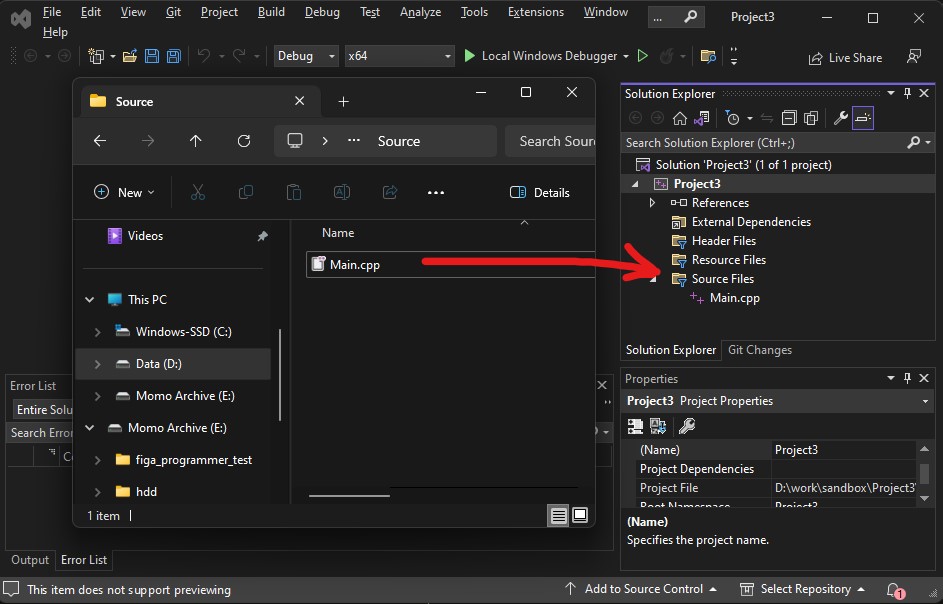 File Edit View Git Project Build Debug Test Analyze Tools Extensions Window ... Project3
Help
Debug x64 Local Windows Debugger Live Share
Source
Source Search Sour
New Details
Videos
This PC
Windows-SSD (C:)
Data (D:)
Momo Archive (E:)
Momo Archive (E:)
figa_programmer_test
hdd
Name
Main.cpp
1 item
Solution Explorer
Search Solution Explorer (Ctrl+;)
Solution 'Project3' (1 of 1 project)
Project3
References
External Dependencies
Header Files
Resource Files
Source Files
Main.cpp
Solution Explorer Git Changes
Error List
Entire Solu
Search Error
Output Error List
Properties
Project3 Project Properties
(Name) Project3
Project Dependencies
Project File D:\work\sandbox\Project3\
Root Namespace Project3
(Name)
Specifies the project name.
This item does not support previewing Add to Source Control Select Repository 1